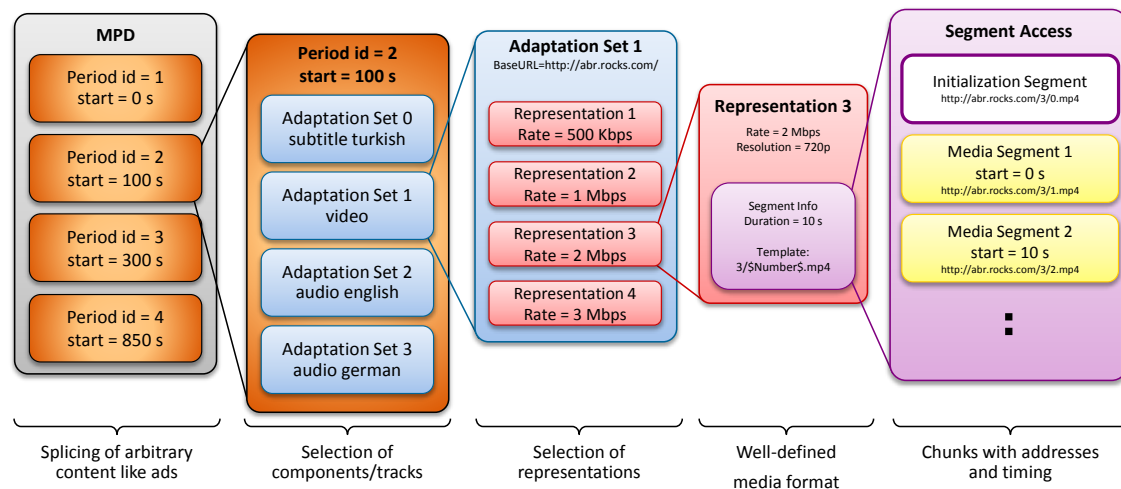 MPD
Period id = 1
start = 0 s
Period id = 2
start = 100 s
Period id = 3
start = 300 s
Period id = 4
start = 850 s
Splicing of arbitrary
content like ads
Period id = 2
start = 100 s
Adaptation Set 0
subtitle turkish
Adaptation Set 1
video
Adaptation Set 2
audio english
Adaptation Set 3
audio german
Selection of
components/tracks
Adaptation Set 1
BaseURL=http://abr.rocks.com/
Representation 1
Rate = 500 Kbps
Representation 2
Rate = 1 Mbps
Representation 3
Rate = 2 Mbps
Representation 4
Rate = 3 Mbps
Selection of
representations
Representation 3
Rate = 2 Mbps
Resolution = 720p
Segment Info
Duration = 10 s
Template:
3/$Number$.mp4
Well-defined
media format
Segment Access
Initialization Segment
http://abr.rocks.com/3/0.mp4
Media Segment 1
start = 0 s
http://abr.rocks.com/3/1.mp4
Media Segment 2
start = 10 s
http://abr.rocks.com/3/2.mp4
:
Chunks with addresses
and timing